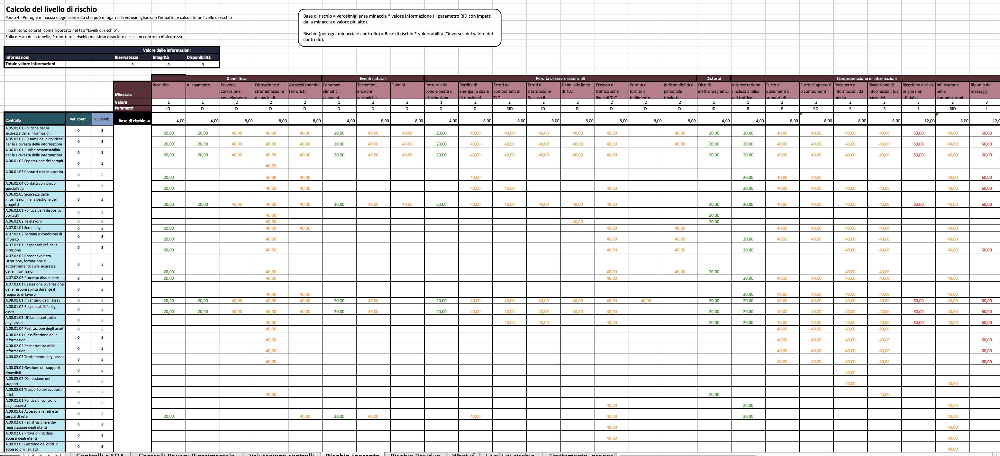 Calcolo del livello di rischio
Passo 4 - Per ogni minaccia e ogni controllo che può mitigarne la verosimiglianza o l'impatto, è calcolato un livello di rischio
I rischi sono colorati come riportato nel tab "Livelli di rischio".
Sulla destra della tabella, è riportato il rischio massimo associato a ciascun controllo di sicurezza.
Base di rischio = verosimiglianza minaccia * valore informazione (il parametro RID con impatti
dalla minaccia e valore più alto).
Rischio (per ogni minaccia e controllo) = Base di rischio * vulnerabilità ("inverso" del valore del
controllo).
Valore delle informazioni
Informazioni Riservatezza Integrità Disponibilità
Totale valore informazioni 4 4 4
Danni fisici Eventi naturali Perdita di servizi essenziali Disturbi Compromissione di informazioni
Minaccia
Incendio
Allagamento
Polvere,
corrosione,
congelamento
Distruzione di
strumentazione
da parte di
Attacchi (bombe,
terroristi)
Fenomeni
climatici
(Uragani
Terremoti,
eruzioni
vulcaniche
Fulmini
Rottura aria
condizionata o
distribuzione
Perdita di
energia (o sbalzi
di tensione)
Errori nei
componenti di
TLC
Errori di
trasmissione
(incluso il
Danni alle linee
di TLC
Eccesso di
traffico sulle
linee di TLC
Perdita di
fornitori
(fallimento
Indisponibilità di
personale
(malattie
Disturbi
elettromagnetici
Intercettazione
(inclusa analisi
del traffico)
Furto di
documenti o
supporti di
Furto di apparati
o componenti
Recupero di
informazioni da
media
Rivelazione di
informazioni (da
parte del
Ricezione dati da
origini non
affidabili
Infiltrazione
nelle
comunicazioni
Ripudio dei
messaggi
Valore 1 1 2 2 2 1 2 2 1 2 2 2 2 2 2 2 1 1 2 2 2 2 3 2 3
Parametri ID D D D D D D D D D RID ID D D D D ID R R RD R R I RID I
Controllo Val. contr. Vulnerab. Base di rischio -> 4,00 4,00 8,00 8,00 8,00 4,00 8,00 8,00 4,00 8,00 8,00 8,00 8,00 8,00 8,00 8,00 4,00 4,00 8,00 8,00 8,00 8,00 12,00 8,00 12,0
A.05.01.01 Politiche per la
sicurezza delle informazioni 0 5 20,00 20,00 40,00 40,00 40,00 20,00 40,00 40,00 20,00 40,00 40,00 40,00 40,00 40,00 40,00 20,00 20,00 40,00 40,00 40,00 40,00 60,00 40,00 60,00
A.05.01.02 Riesame delle politiche
per la sicurezza delle informazioni 0 5 20,00 20,00 40,00 40,00 40,00 20,00 40,00 40,00 20,00 40,00 40,00 40,00 40,00 40,00 40,00 20,00 20,00 40,00 40,00 40,00 40,00 60,00 40,00 60,00
A.06.01.01 Ruoli e responsabilità
per la sicurezza delle informazioni 0 5 20,00 20,00 40,00 40,00 40,00 20,00 40,00 40,00 20,00 40,00 40,00 40,00 40,00 40,00 20,00 20,00 40,00 40,00 40,00 40,00 60,00 40,00 60,00
A.06.01.02 Separazione dei compiti 0 5 40,00
A.06.01.03 Contatti con le autorità 0 5 20,00 40,00 40,00 40,00 20,00 40,00 40,00 40,00 60,00
A.06.01.04 Contatti con gruppi
specialistici 0 5 20,00 40,00 40,00 40,00 40,00 40,00 20,00 40,00 40,00 40,00 40,00 40,00 60,00
A.06.01.05 Sicurezza delle
informazioni nella gestione dei
progetti 0 5 20,00 20,00 40,00 40,00 40,00 20,00 40,00 40,00 20,00 40,00 40,00 40,00 40,00 40,00 20,00 20,00 40,00 40,00 40,00 40,00 60,00 40,00 60,00
A.06.02.01 Politica per i dispositivi
portatili 0 5 40,00 20,00
A.06.02.02 Telelavoro 0 5 40,00 40,00 20,00
A.07.01.01 Screening 0 5 20,00 40,00 40,00 40,00 40,00 40,00 40,00 40,00 40,00 40,00
A.07.01.02 Termini e condizioni di
impiego 0 5 20,00 40,00 40,00 40,00 20,00 40,00 40,00 40,00 40,00 40,00
A.07.02.01 Responsabilità della
direzione 0 5 20,00 40,00 40,00 40,00 20,00 40,00 40,00 40,00 60,00
A.07.02.02 Consapevolezza,
istruzione, formazione e
addestramento sulla sicurezza
delle informazioni 0 5 20,00 40,00 40,00 40,00 20,00 40,00 40,00
A.07.02.03 Processo disciplinare 0 5 20,00 40,00 40,00 20,00 40,00 40,00 40,00 40,00 40,00
A.07.03.01 Cessazione o variazione
delle responsabilità durante il
rapporto di lavoro 0 5 40,00 40,00 20,00 40,00 40,00 40,00 40,00 40,00
A.08.01.01 Inventario degli asset 0 5 20,00 20,00 40,00 40,00 40,00 20,00 40,00 20,00 40,00 40,00 40,00 40,00 40,00 40,00 20,00 20,00 40,00 40,00 40,00 40,00 60,00 40,00 60,00
A.08.01.02 Responsabilità degli
asset 0 5 20,00 20,00 40,00 40,00 40,00 20,00 40,00 20,00 40,00 40,00 40,00 40,00 40,00 20,00 20,00 40,00 40,00 40,00 40,00 60,00 40,00 60,00
A.08.01.03 Utilizzo accettabile
degli asset 0 5 40,00 40,00 40,00 40,00 20,00 20,00 40,00 40,00 40,00 40,00 60,00 40,00 60,00
A.08.01.04 Restituzione degli asset 0 5 40,00 40,00 40,00 40,00 40,00
A.08.02.01 Classificazione delle
informazioni 0 5 40,00 40,00 40,00 40,00 40,00 60,00
A.08.02.02 Etichettatura delle
informazioni 0 5 40,00 40,00 40,00 40,00 40,00 60,00
A.08.02.03 Trattamento degli asset 0 5 40,00 40,00 40,00 40,00 40,00 60,00
A.08.03.01 Gestione dei supporti
rimovibili 0 5 40,00
A.08.03.02 Dismissione dei
supporti 0 5 40,00 40,00
A.08.03.03 Trasporto dei supporti
fisici 0 5 40,00 20,00 40,00
A.09.01.01 Politica di controllo
degli accessi 0 5 40,00 20,00 40,00
A.09.01.02 Accesso alle reti e ai
servizi di rete 0 5 20,00 40,00 20,00 40,00 40,00 40,00 20,00 40,00
A.09.02.01 Registrazione e de-
registrazione degli utenti 0 5 40,00 40,00
A.09.02.02 Provisioning degli
accessi degli utenti 0 5 40,00 40,00
A.09.02.03 Gestione dei diritti di
accesso privilegiato 0 5 40,00
Controlli e SOA Controlli Privacy (Sperimentale Valutazione controlli Rischio inerente Rischio Residuo What if Livelli di rischio Trattamento propos